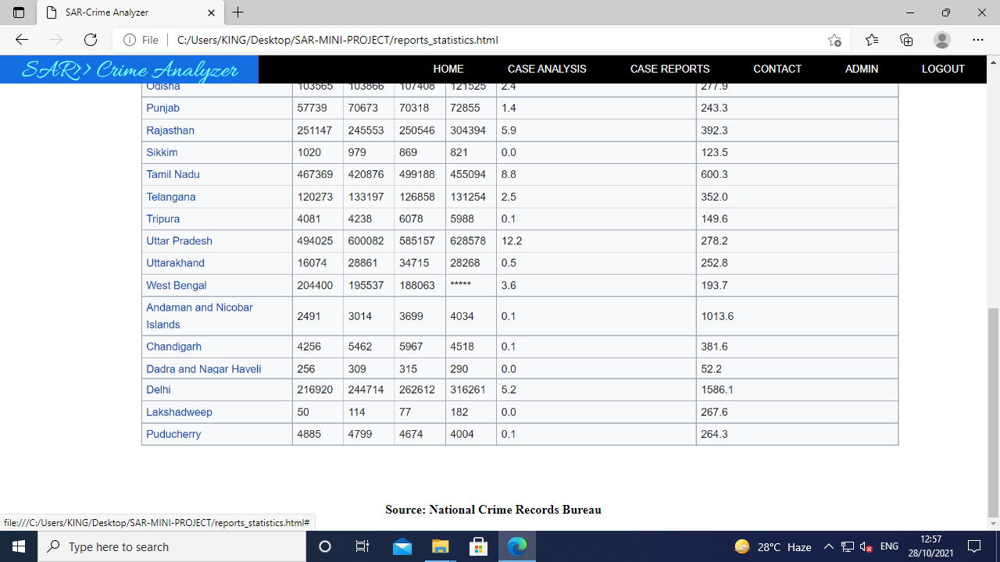 SAR-Crime Analyzer
File C:/Users/KING/Desktop/SAR-MINI-PROJECT/reports_statistics.html
SAR>> Crime Analyzer HOME CASE ANALYSIS CASE REPORTS CONTACT ADMIN LOGOUT
Odisha 103565 103866 107408 121525 2.4 277.9
Punjab 57739 70673 70318 72855 1.4 243.3
Rajasthan 251147 245553 250546 304394 5.9 392.3
Sikkim 1020 979 869 821 0.0 123.5
Tamil Nadu 467369 420876 499188 455094 8.8 600.3
Telangana 120273 133197 126858 131254 2.5 352.0
Tripura 4081 4238 6078 5988 0.1 149.6
Uttar Pradesh 494025 600082 585157 628578 12.2 278.2
Uttarakhand 16074 28861 34715 28268 0.5 252.8
West Bengal 204400 195537 188063 ***** 3.6 193.7
Andaman and Nicobar
Islands 2491 3014 3699 4034 0.1 1013.6
Chandigarh 4256 5462 5967 4518 0.1 381.6
Dadra and Nagar Haveli 256 309 315 290 0.0 52.2
Delhi 216920 244714 262612 316261 5.2 1586.1
Lakshadweep 50 114 77 182 0.0 267.6
Puducherry 4885 4799 4674 4004 0.1 264.3
Source: National Crime Records Bureau
file:///C:/Users/KING/Desktop/SAR-MINI-PROJECT/reports_statistics.html#
Type here to search 28°C Haze ENG 12:57
28/10/2021